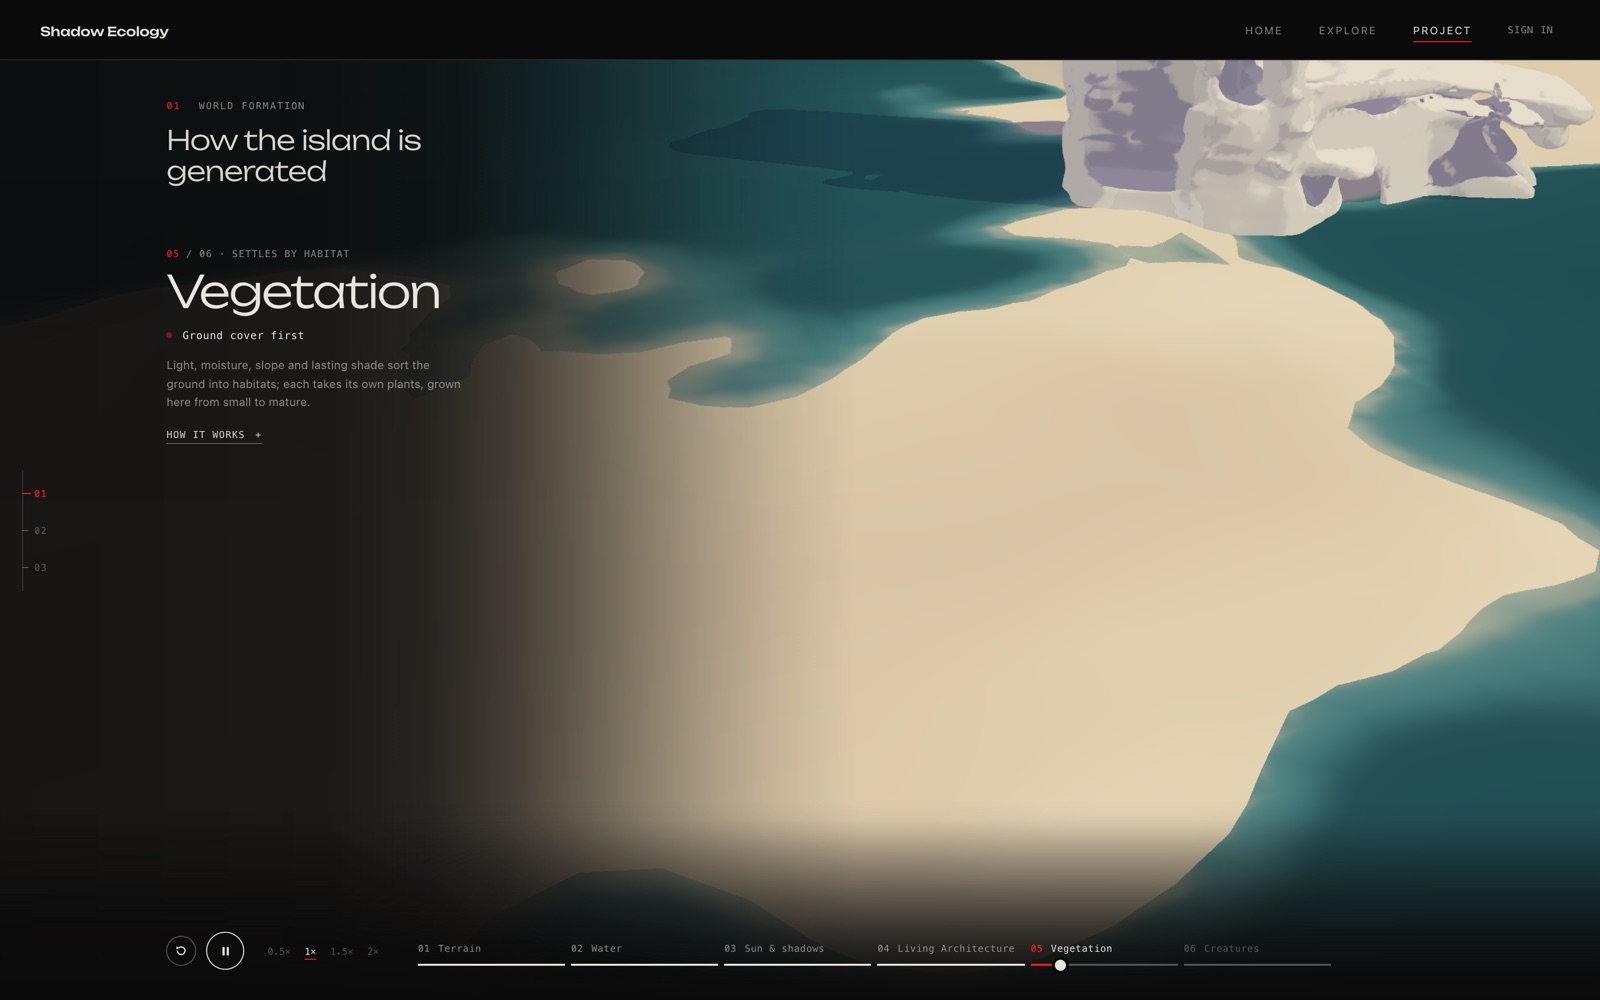 Shadow Ecology
HOME
EXPLORE
PROJECT
SIGN IN
01 WORLD FORMATION
How the island is
generated
05 / 06 · SETTLES BY HABITAT
Vegetation
Ground cover first
Light, moisture, slope and lasting shade sort the
ground into habitats; each takes its own plants, grown
here from small to mature.
HOW IT WORKS +
01
02
03
0.5× 1× 1.5× 2×
01 Terrain
02 Water
03 Sun & shadows
04 Living Architecture
05 Vegetation
06 Creatures